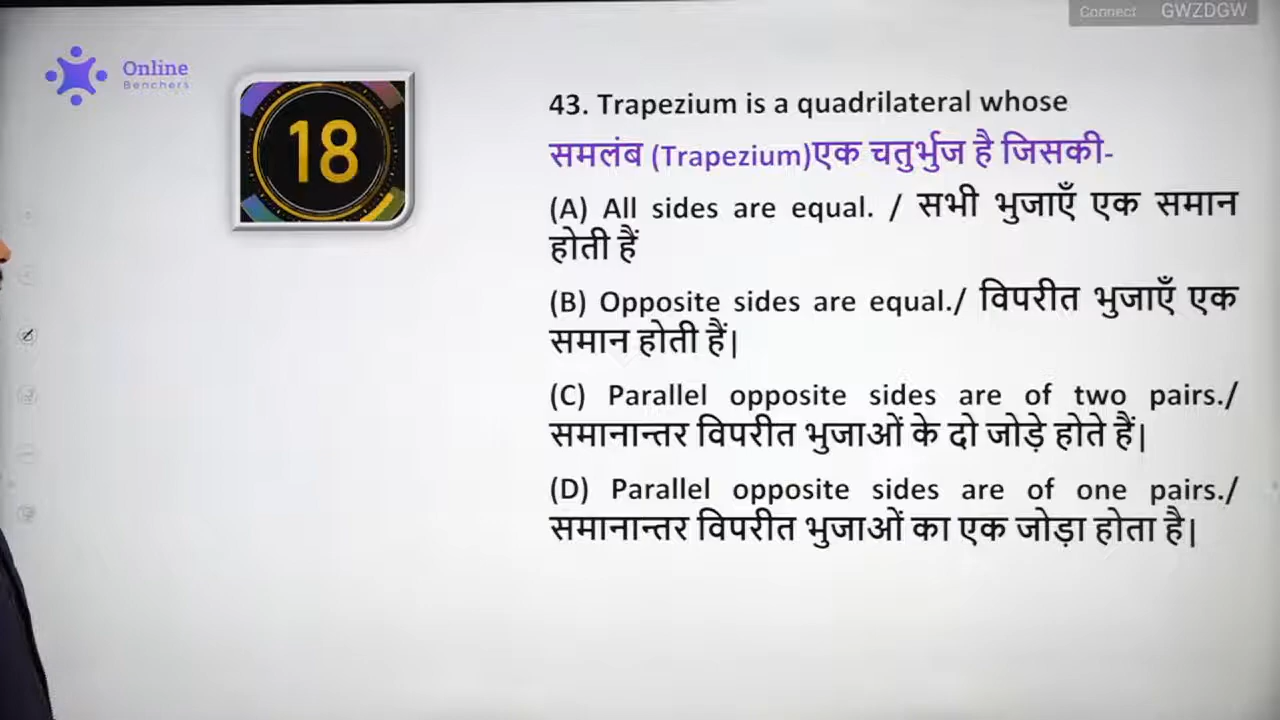 Connect GWZDGW
Online
Benchers
18
43. Trapezium is a quadrilateral whose
समलंब (Trapezium)एक चतुर्भुज है जिसकी-
(A) All sides are equal. / सभी भुजाएँ एक समान
होती हैं
(B) Opposite sides are equal./ विपरीत भुजाएँ एक
समान होती हैं|
(C) Parallel opposite sides are of two pairs./
समानान्तर विपरीत भुजाओं के दो जोड़े होते हैं|
(D) Parallel opposite sides are of one pairs./
समानान्तर विपरीत भुजाओं का एक जोड़ा होता है|